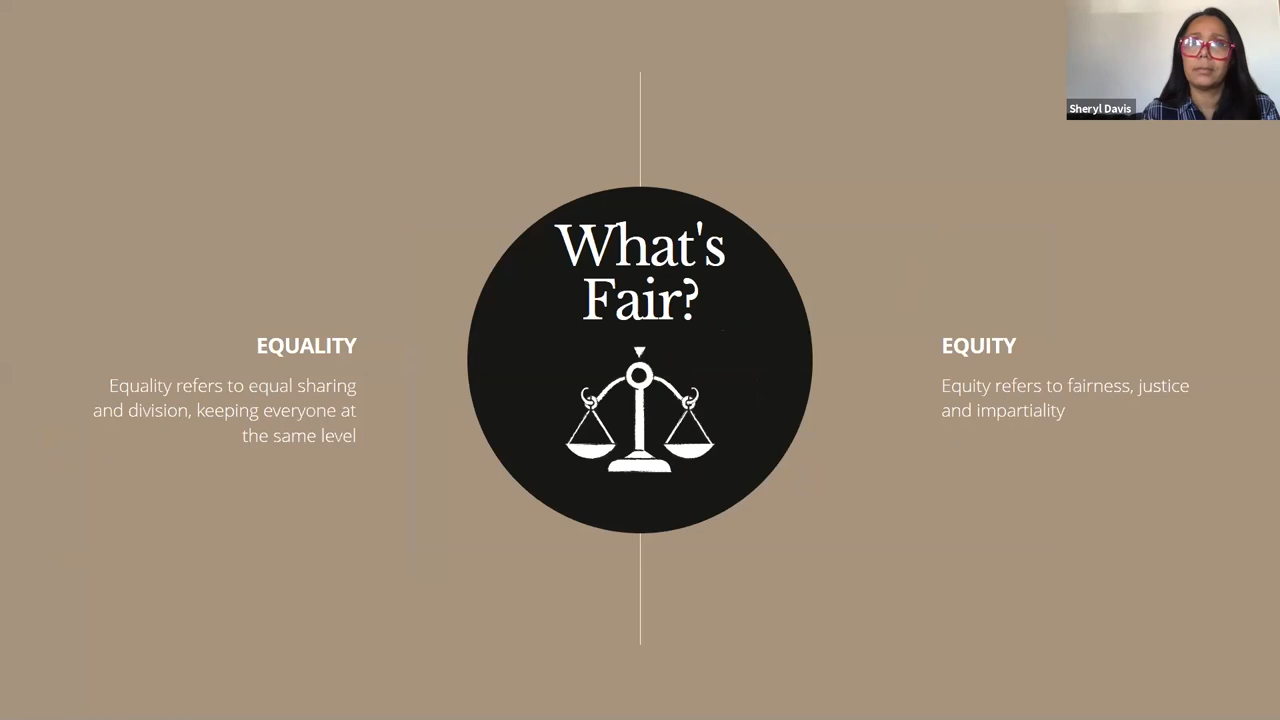 Sheryl Davis
What's
Fair?
EQUALITY
Equality refers to equal sharing
and division, keeping everyone at
the same level
EQUITY
Equity refers to fairness, justice
and impartiality